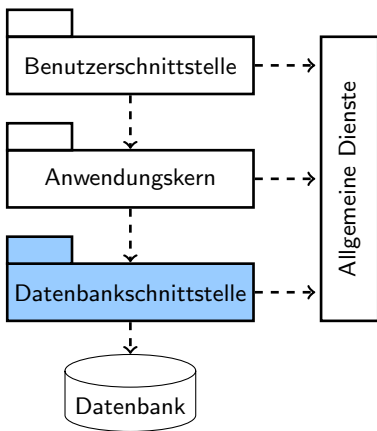 Benutzerschnittstelle
Anwendungskern
Datenbankschnittstelle
Datenbank
Allgemeine Dienste